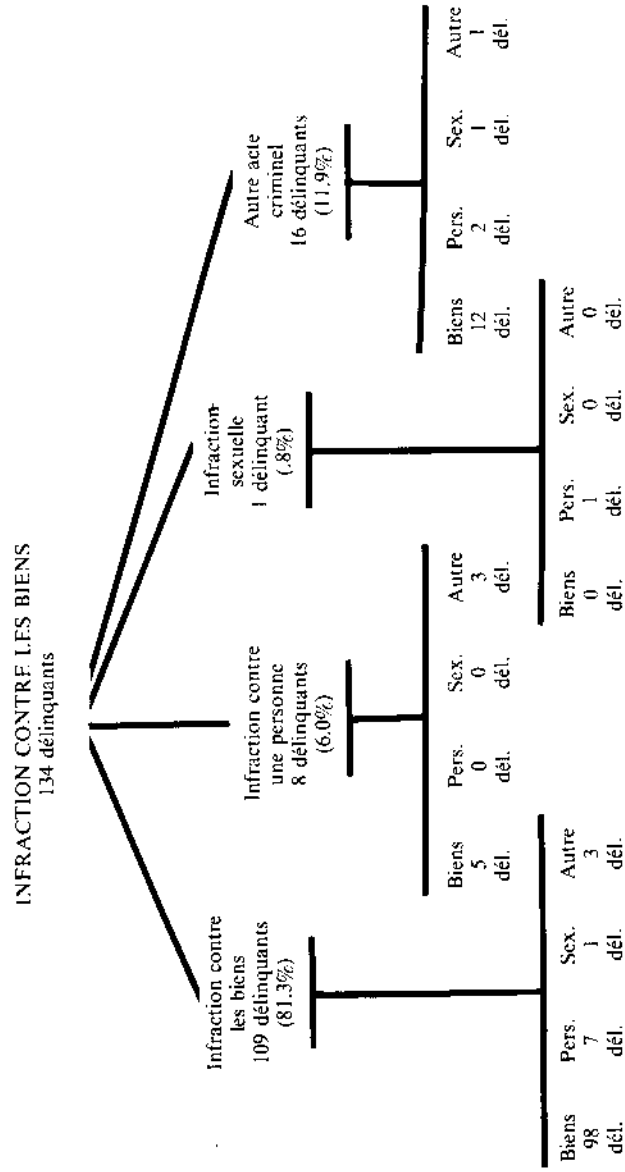 INFRACTION CONTRE LES BIENS
134 délinquants
Infraction contre
les biens
109 délinquants
(81.3%)
Biens
98
dél.
Pers.
7
dél.
Sex.
1
dél.
Autre
3
dél.
Infraction contre
une personne
8 délinquants
(6.0%)
Biens
5
dél.
Pers.
0
dél.
Sex.
0
dél.
Autre
3
dél.
Infraction-
sexuelle
1 délinquant
(.8%)
Biens
0
dél.
Pers.
1
dél.
Sex.
0
dél.
Autre
0
dél.
Autre acte
criminel
16 délinquants
(11.9%)
Biens
12
dél.
Pers.
2
dél.
Sex.
1
dél.
Autre
1
dél.